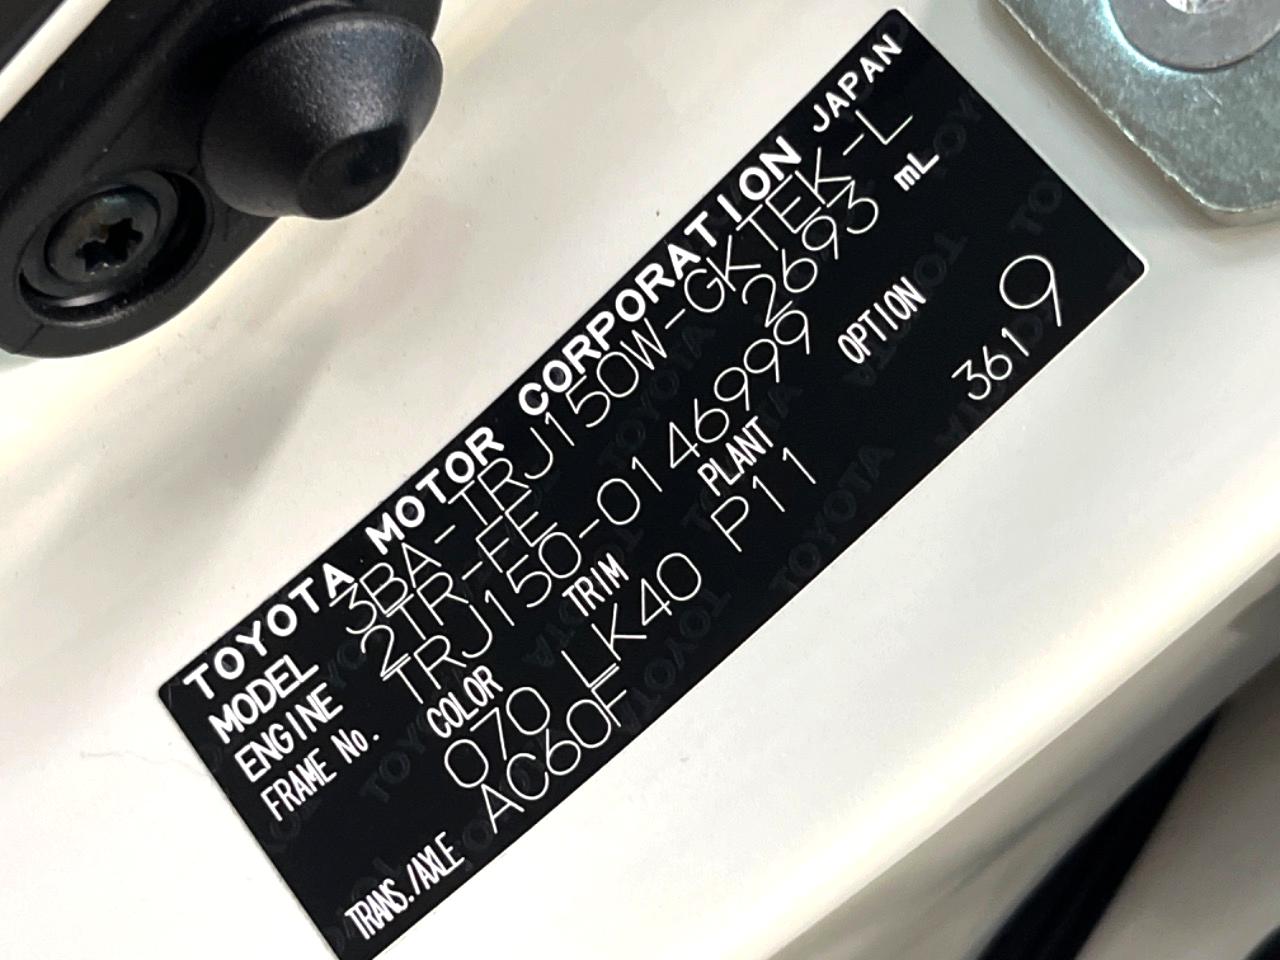 TOYOTA MOTOR CORPORATION JAPAN
MODEL 3BA-TRJ150W-GKTEK-L
ENGINE 2TR-FE 2693 mL
FRAME No. TRJ150-0146999
COLOR TRIM PLANT OPTION
070 LK40 P11 3619
TRANS./AXLE AC60F